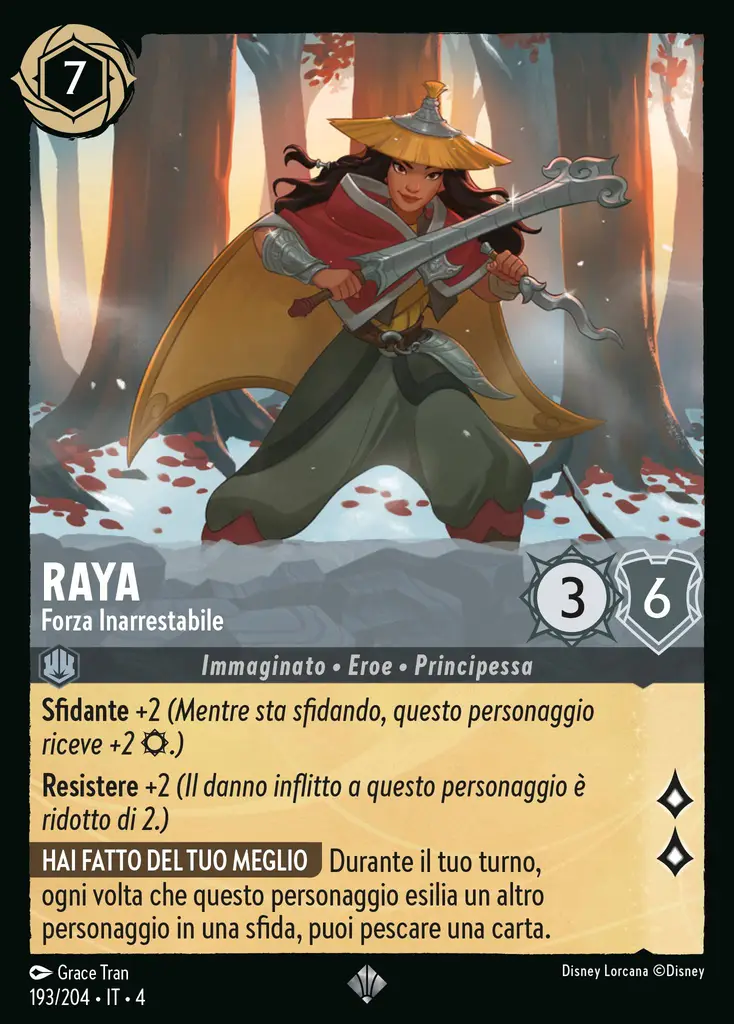 7
RAYA
Forza Inarrestabile
3
6
Immaginato • Eroe • Principessa
Sfidante +2 (Mentre sta sfidando, questo personaggio
riceve +2 .)
Resistere +2 (Il danno inflitto a questo personaggio è
ridotto di 2.)
HAI FATTO DEL TUO MEGLIO Durante il tuo turno,
ogni volta che questo personaggio esilia un altro
personaggio in una sfida, puoi pescare una carta.
Grace Tran
Disney Lorcana ©Disney
193/204 • IT • 4